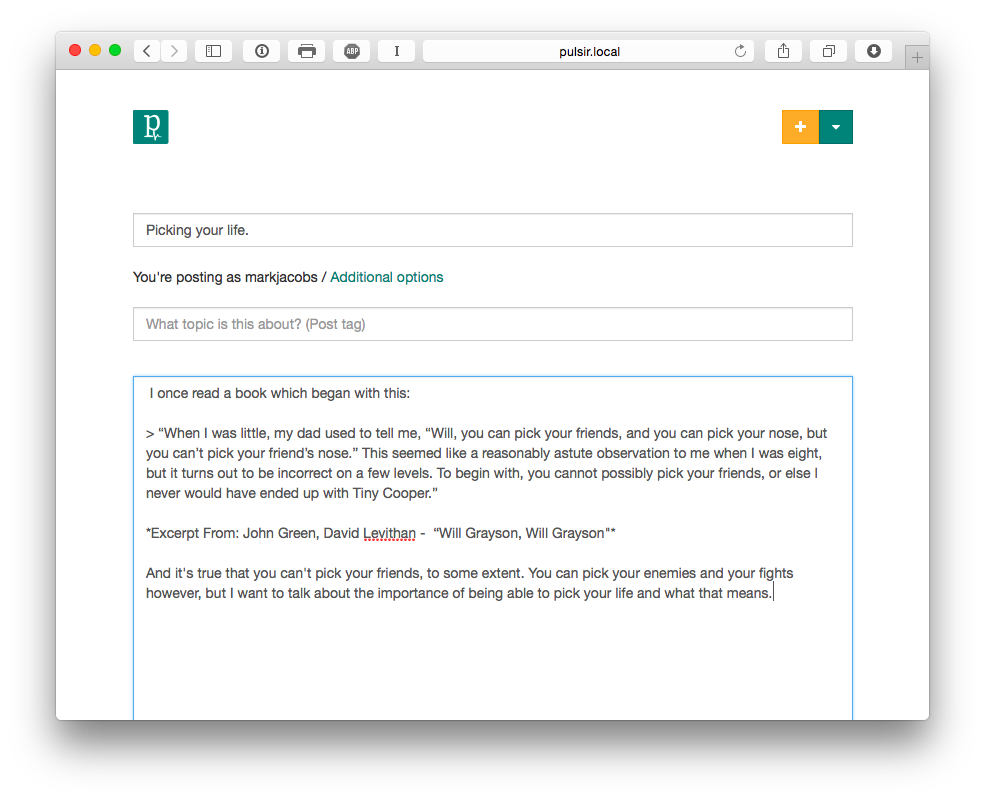 ABP
I
pulsir.local
p
Picking your life.
You're posting as markjacobs / Additional options
What topic is this about? (Post tag)
I once read a book which began with this:
> “When I was little, my dad used to tell me, “Will, you can pick your friends, and you can pick your nose, but
you can’t pick your friend’s nose.” This seemed like a reasonably astute observation to me when I was eight,
but it turns out to be incorrect on a few levels. To begin with, you cannot possibly pick your friends, or else I
never would have ended up with Tiny Cooper.”
*Excerpt From: John Green, David Levithan -  “Will Grayson, Will Grayson"*
And it's true that you can't pick your friends, to some extent. You can pick your enemies and your fights
however, but I want to talk about the importance of being able to pick your life and what that means.